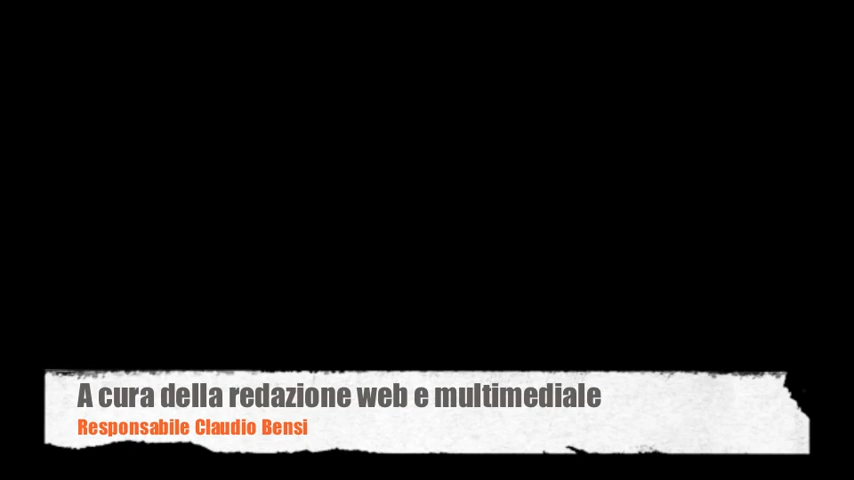 A cura della redazione web e multimediale
Responsabile Claudio Bensi